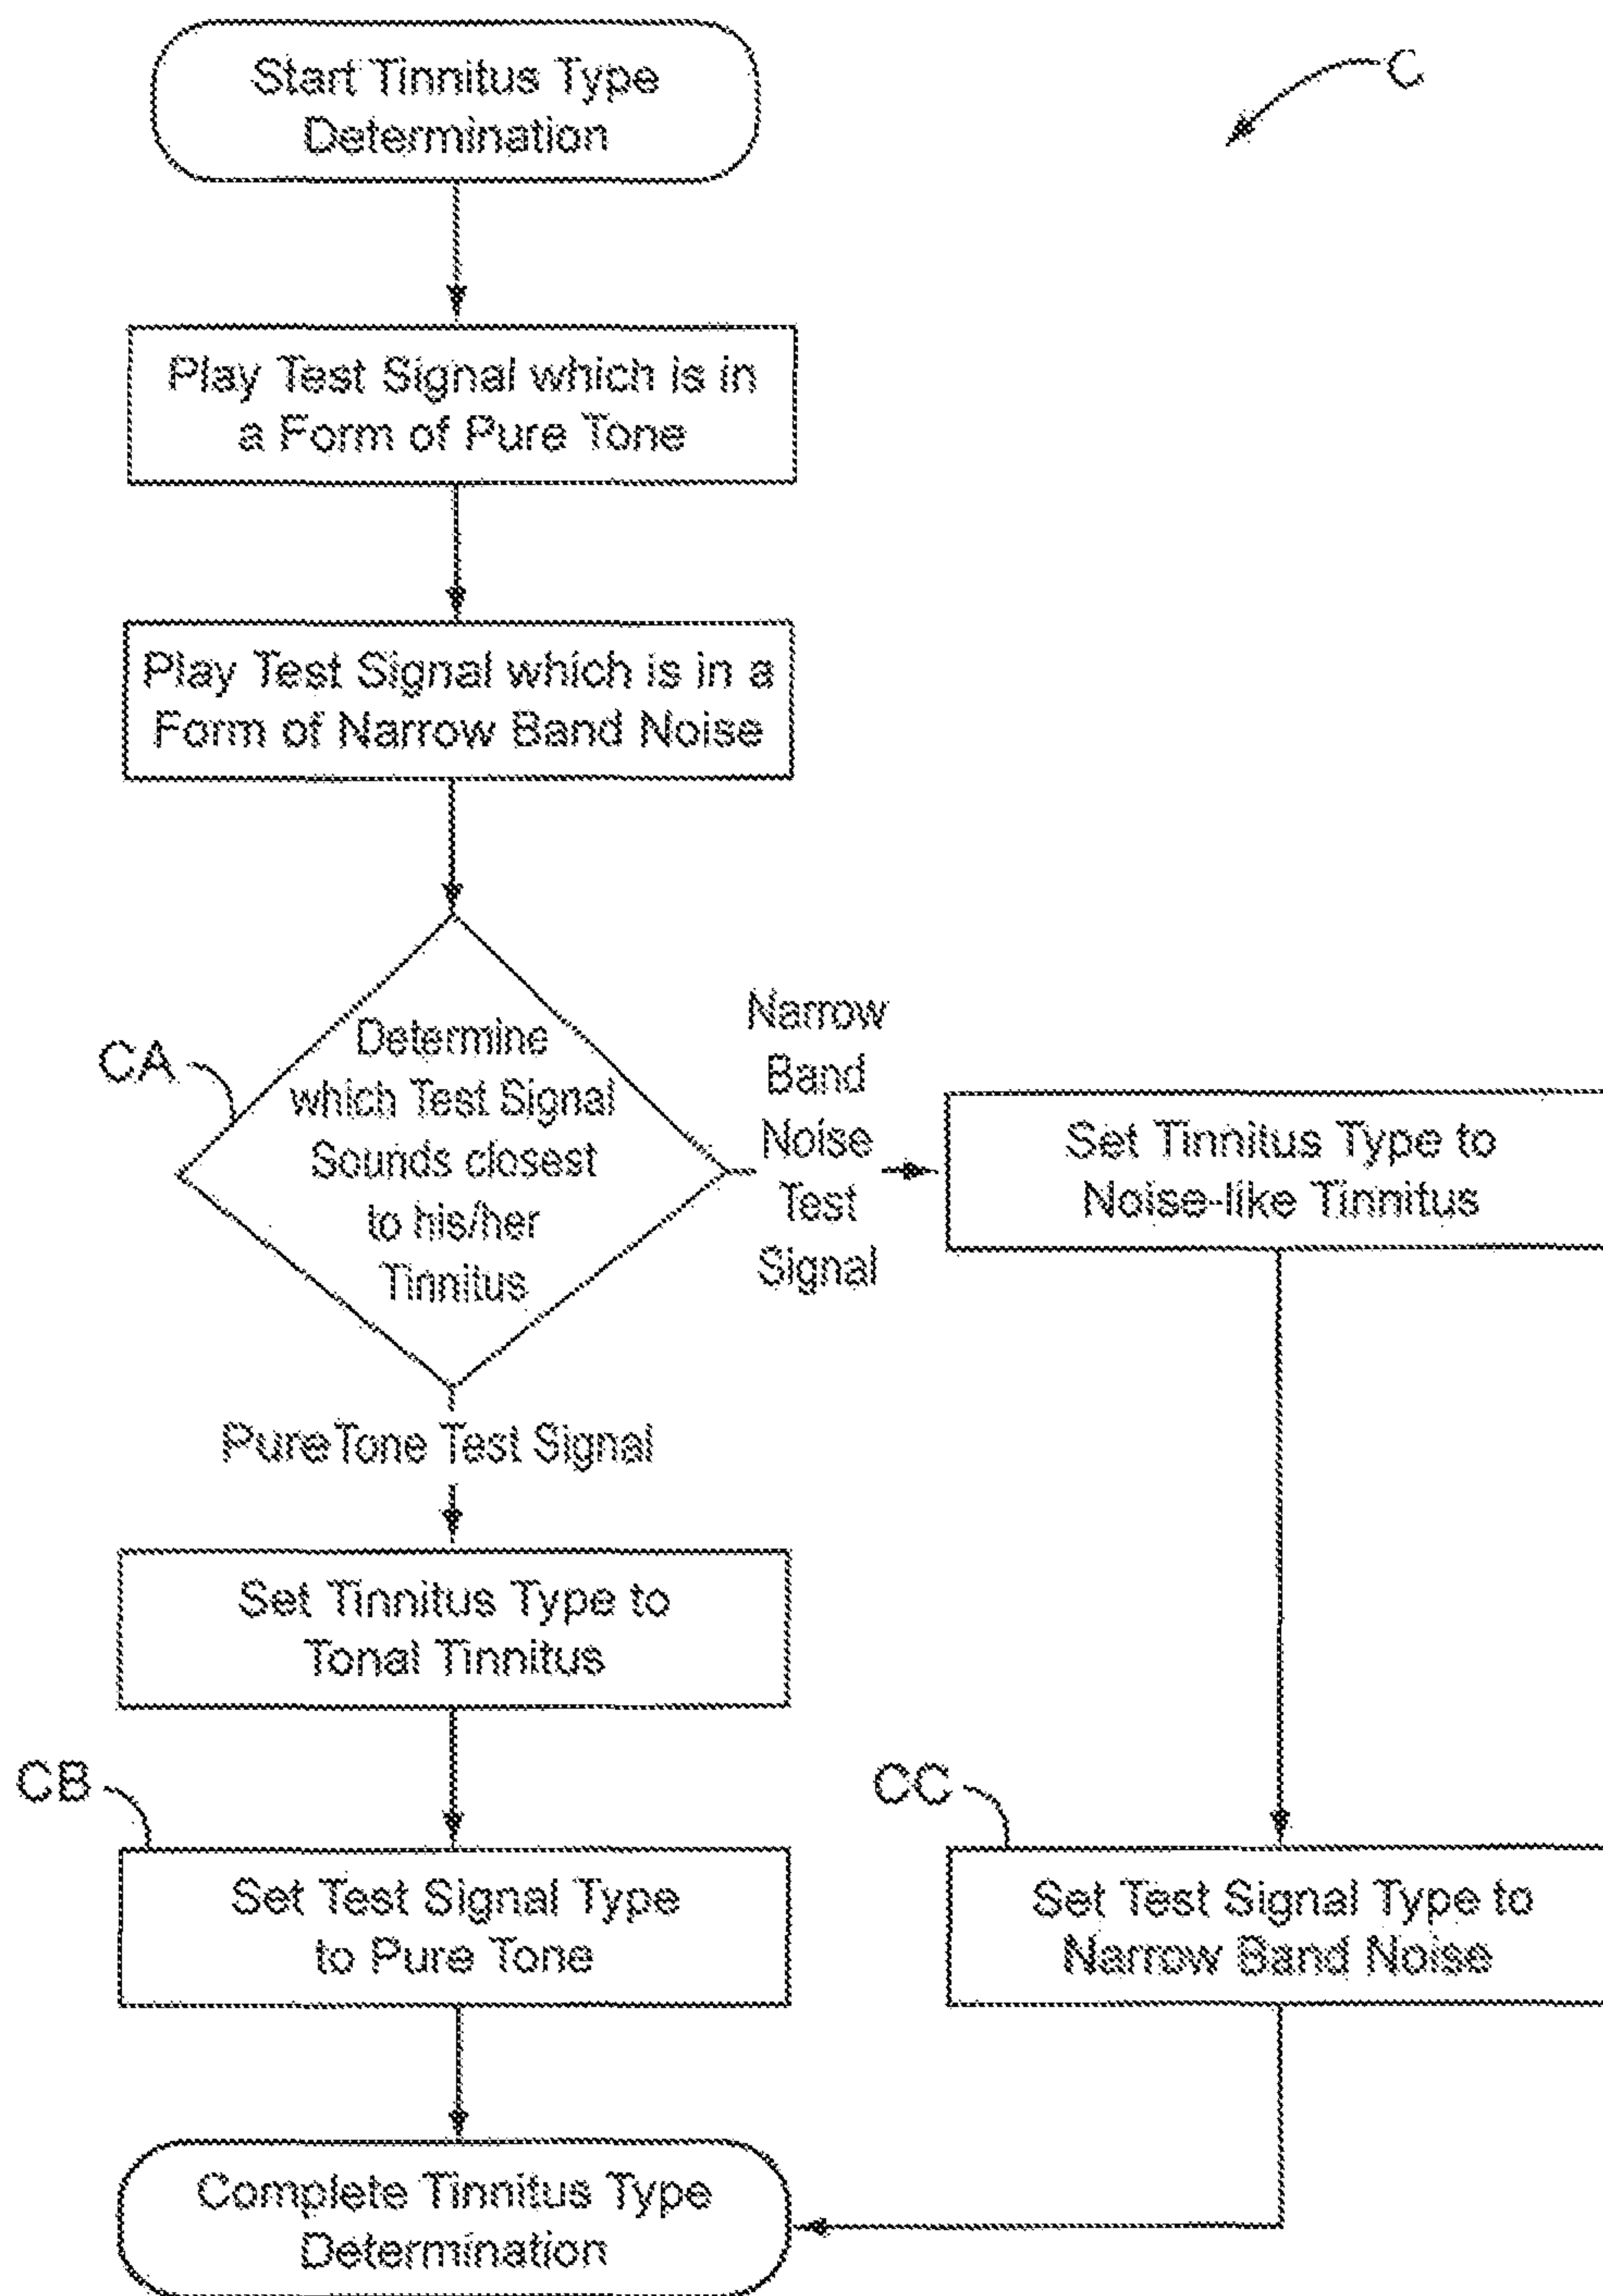 Start Tinnitus Type
Determination
C
Play Test Signal which is in
a Form of Pure Tone
Play Test Signal which is in a
Form of Narrow Band Noise
CA
Determine
which Test Signal
Sounds closest
to his/her
Tinnitus
Narrow
Band
Noise
Test
Signal
Set Tinnitus Type to
Noise-like Tinnitus
PureTone Test Signal
Set Tinnitus Type to
Tonal Tinnitus
CB
Set Test Signal Type
to Pure Tone
CC
Set Test Signal Type to
Narrow Band Noise
Complete Tinnitus Type
Determination